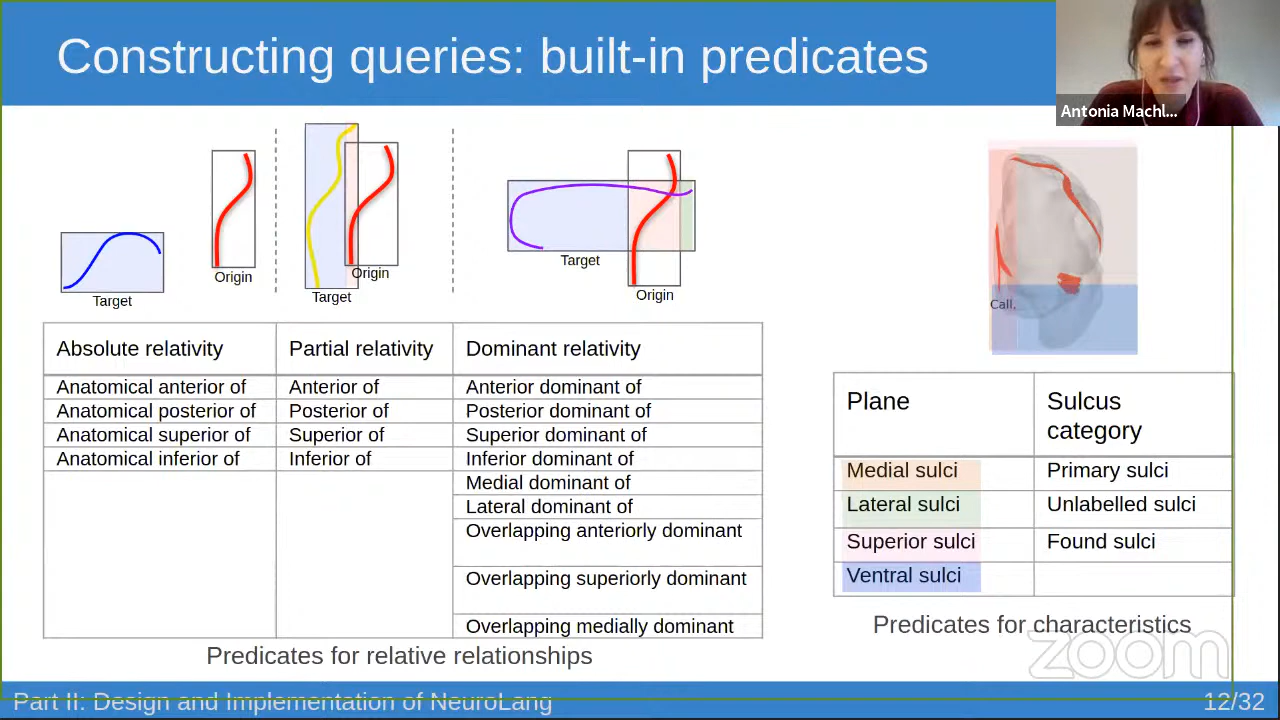 Constructing queries: built-in predicates
Antonia Machl...
Origin
Target
Origin
Target
Target
Origin
Call.
Absolute relativity
Partial relativity
Dominant relativity
Anatomical anterior of
Anterior of
Anterior dominant of
Anatomical posterior of
Posterior of
Posterior dominant of
Anatomical superior of
Superior of
Superior dominant of
Anatomical inferior of
Inferior of
Inferior dominant of
Medial dominant of
Lateral dominant of
Overlapping anteriorly dominant
Overlapping superiorly dominant
Overlapping medially dominant
Predicates for relative relationships
Plane
Sulcus
category
Medial sulci
Primary sulci
Lateral sulci
Unlabelled sulci
Superior sulci
Found sulci
Ventral sulci
Predicates for characteristics
zoom
Part II: Design and Implementation of NeuroLang
12/32